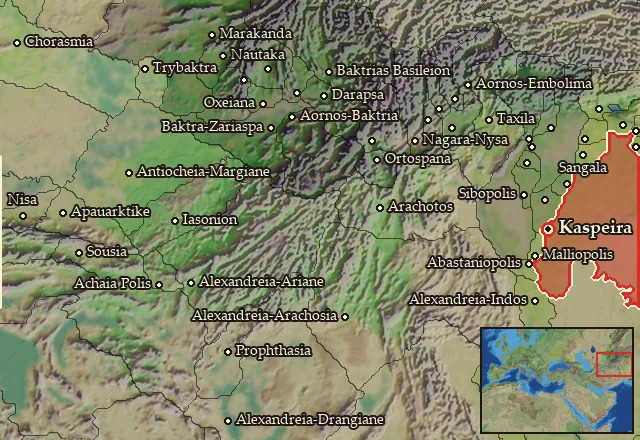 Marakanda
Chorasmia
Nautaka
Trybaktra
Baktrias Basileion
Aornos-Embolima
Darapsa
Oxeiana
Aornos-Baktria
Taxila
Baktra-Zariaspa
Nagara-Nysa
Ortospana
Antiocheia-Margiane
Sangala
Sibopolis
Nisa
Apauarktike
Arachotos
Iasonion
Kaspeira
Sousia
Malliopolis
Abastaniopolis
Achaia Polis
Alexandreia-Ariane
Alexandreia-Indos
Alexandreia-Arachosia
Prophthasia
Alexandreia-Drangiane